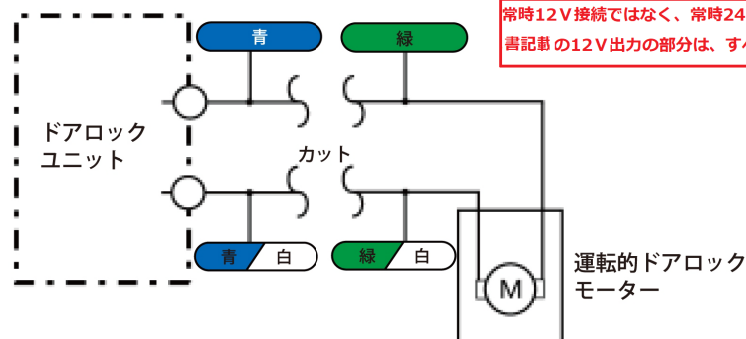 常時12V接続ではなく、常時24
書記載の12V出力の部分は、す
青
緑
ドアロック
ユニット
カット
青 白
緑 白
M
運転的ドアロック
モーター